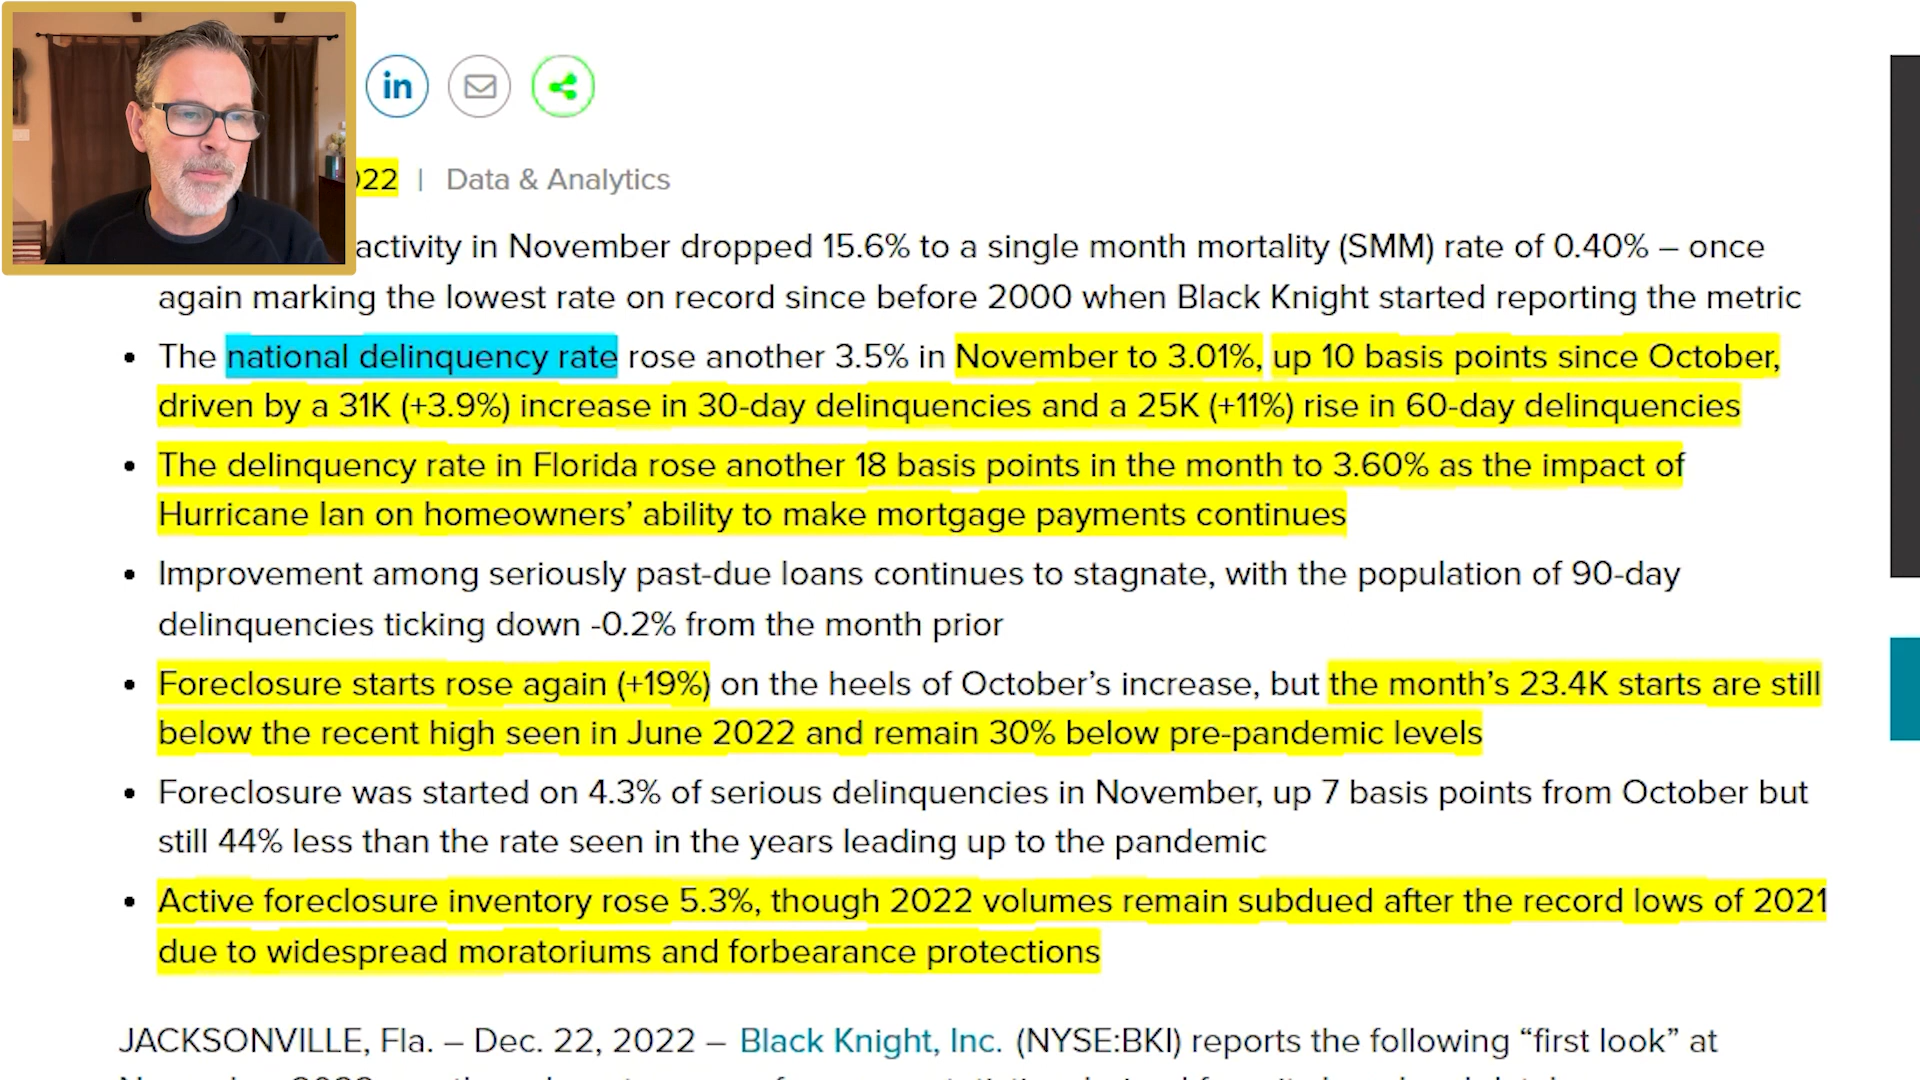 in
022 | Data & Analytics
activity in November dropped 15.6% to a single month mortality (SMM) rate of 0.40% – once
again marking the lowest rate on record since before 2000 when Black Knight started reporting the metric
• The national delinquency rate rose another 3.5% in November to 3.01%, up 10 basis points since October,
driven by a 31K (+3.9%) increase in 30-day delinquencies and a 25K (+11%) rise in 60-day delinquencies
• The delinquency rate in Florida rose another 18 basis points in the month to 3.60% as the impact of
Hurricane Ian on homeowners’ ability to make mortgage payments continues
• Improvement among seriously past-due loans continues to stagnate, with the population of 90-day
delinquencies ticking down -0.2% from the month prior
• Foreclosure starts rose again (+19%) on the heels of October’s increase, but the month’s 23.4K starts are still
below the recent high seen in June 2022 and remain 30% below pre-pandemic levels
• Foreclosure was started on 4.3% of serious delinquencies in November, up 7 basis points from October but
still 44% less than the rate seen in the years leading up to the pandemic
• Active foreclosure inventory rose 5.3%, though 2022 volumes remain subdued after the record lows of 2021
due to widespread moratoriums and forbearance protections
JACKSONVILLE, Fla. – Dec. 22, 2022 – Black Knight, Inc. (NYSE:BKI) reports the following “first look” at